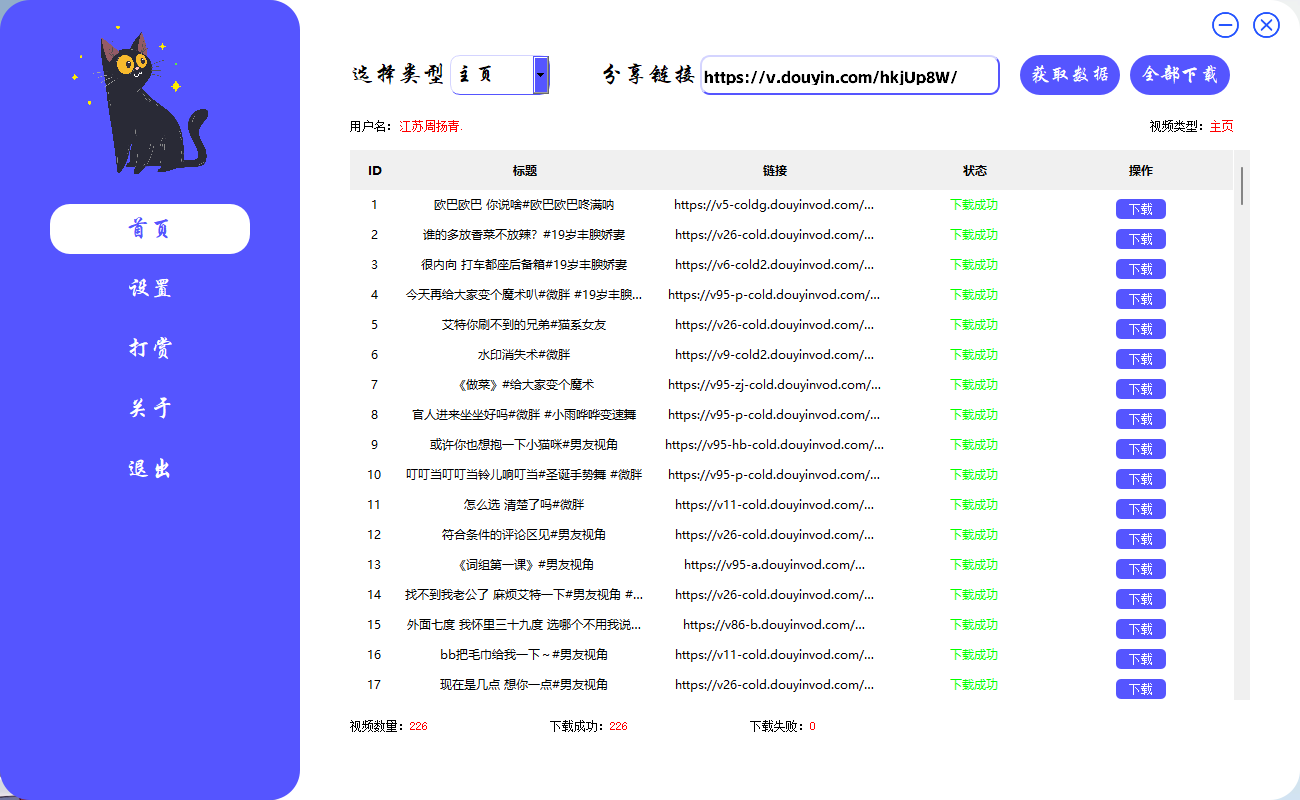 选择类型 主页 分享链接 https://v.douyin.com/hkjUp8W/ 获取数据 全部下载
用户名：江苏周扬青. 视频类型：主页
首页
设置
打赏
关于
退出
ID 标题 链接 状态 操作
1 欧巴欧巴 你说啥#欧巴欧巴咚满呐 https://v5-coldg.douyinvod.com/... 下载成功 下载
2 谁的多放香菜不放辣？#19岁丰腴娇妻 https://v26-cold.douyinvod.com/... 下载成功 下载
3 很内向 打车都座后备箱#19岁丰腴娇妻 https://v6-cold2.douyinvod.com/... 下载成功 下载
4 今天再给大家变个魔术叭#微胖 #19岁丰腴... https://v95-p-cold.douyinvod.com/... 下载成功 下载
5 艾特你刷不到的兄弟#猫系女友 https://v26-cold.douyinvod.com/... 下载成功 下载
6 水印消失术#微胖 https://v9-cold2.douyinvod.com/... 下载成功 下载
7 《做菜》#给大家变个魔术 https://v95-zj-cold.douyinvod.com/... 下载成功 下载
8 官人进来坐坐好吗#微胖 #小雨哗哗变速舞 https://v95-p-cold.douyinvod.com/... 下载成功 下载
9 或许你也想抱一下小猫咪#男友视角 https://v95-hb-cold.douyinvod.com/... 下载成功 下载
10 叮叮当叮叮当铃儿响叮当#圣诞手势舞 #微胖 https://v95-p-cold.douyinvod.com/... 下载成功 下载
11 怎么选 清楚了吗#微胖 https://v11-cold.douyinvod.com/... 下载成功 下载
12 符合条件的评论区见#男友视角 https://v26-cold.douyinvod.com/... 下载成功 下载
13 《词组第一课》#男友视角 https://v95-a.douyinvod.com/... 下载成功 下载
14 找不到我老公了 麻烦艾特一下#男友视角 #... https://v26-cold.douyinvod.com/... 下载成功 下载
15 外面七度 我怀里三十九度 选哪个不用我说... https://v86-b.douyinvod.com/... 下载成功 下载
16 bb把毛巾给我一下～#男友视角 https://v11-cold.douyinvod.com/... 下载成功 下载
17 现在是几点 想你一点#男友视角 https://v26-cold.douyinvod.com/... 下载成功 下载
视频数量：226 下载成功：226 下载失败：0